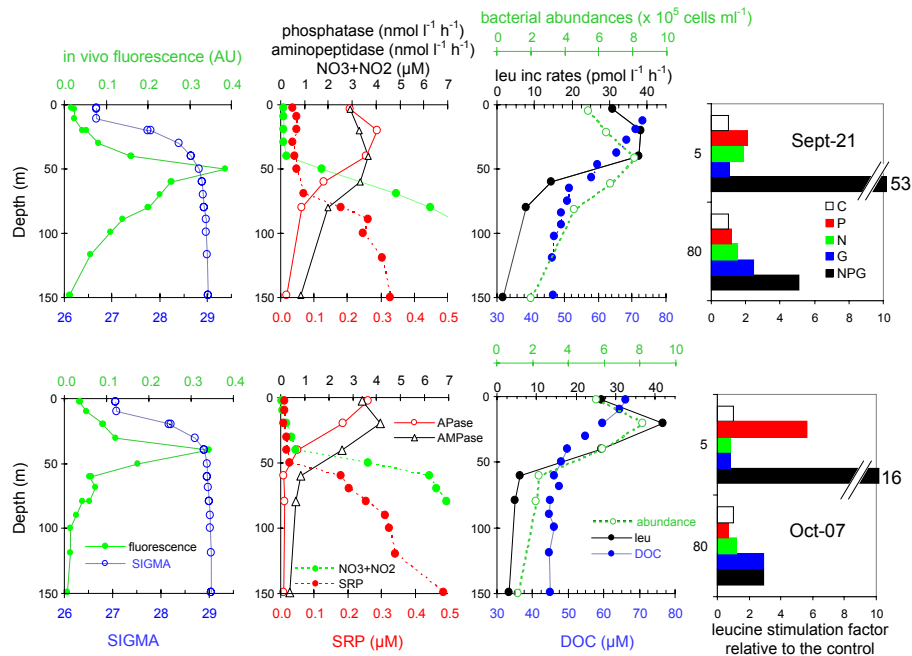 bacterial abundances (x 10⁵ cells ml⁻¹)
phosphatase (nmol l⁻¹ h⁻¹)
aminopeptidase (nmol l⁻¹ h⁻¹)
in vivo fluorescence (AU)
NO3+NO2 (µM)
leu inc rates (pmol l⁻¹ h⁻¹)
0.0 0.1 0.2 0.3 0.4
0 1 2 3 4 5 6 7
0 2 4 6 8 10
0 10 20 30 40
Depth (m)
0
50
100
150
26 27 28 29
0.0 0.1 0.2 0.3 0.4 0.5
30 40 50 60 70 80
Sept-21
5
80
53
C
P
N
G
NPG
0 2 4 6 8 10
0.0 0.1 0.2 0.3 0.4
0 1 2 3 4 5 6 7
0 2 4 6 8 10
0 10 20 30 40
Depth (m)
0
50
100
150
fluorescence
SIGMA
APase
AMPase
NO3+NO2
SRP
abundance
leu
DOC
5
80
16
Oct-07
26 27 28 29
0.0 0.1 0.2 0.3 0.4 0.5
30 40 50 60 70 80
0 2 4 6 8 10
SIGMA
SRP (µM)
DOC (µM)
leucine stimulation factor
relative to the control